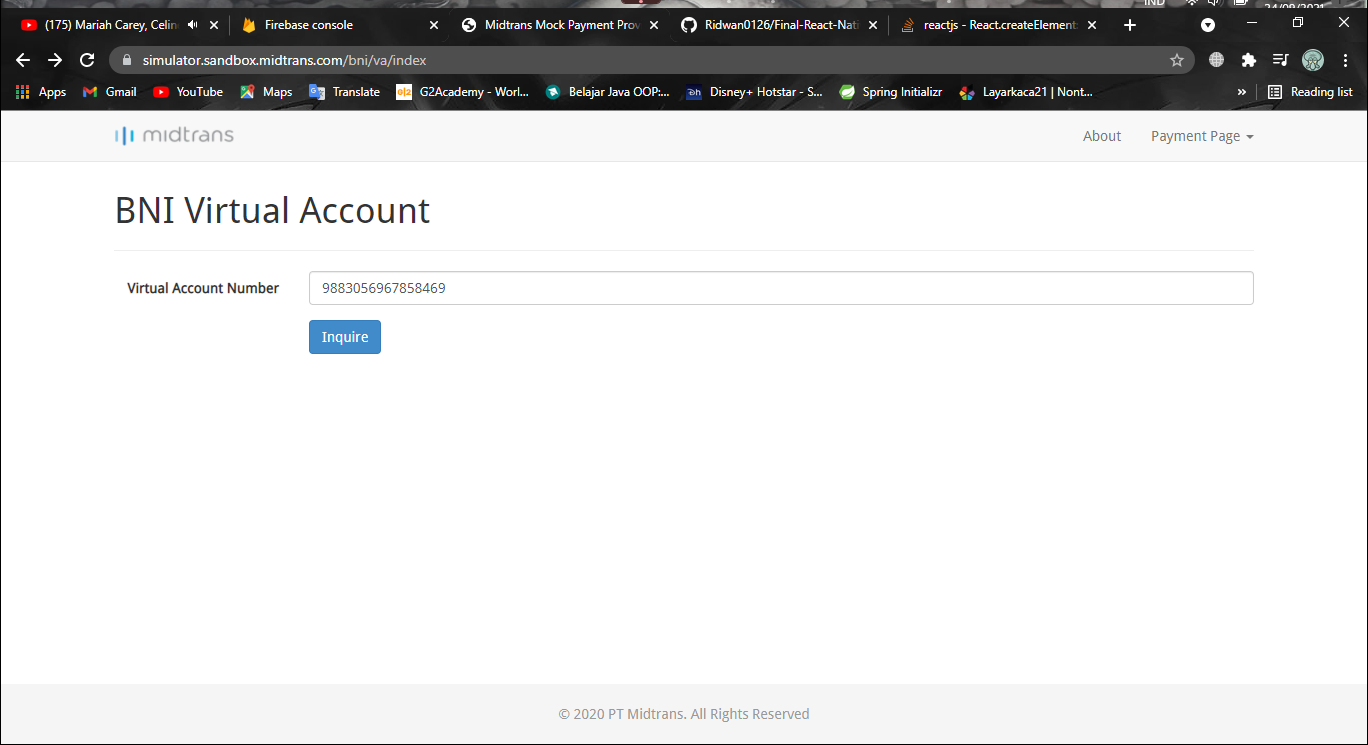 IND
24/09/2021
(175) Mariah Carey, Celin
Firebase console
Midtrans Mock Payment Prov
Ridwan0126/Final-React-Nati
reactjs - React.createElement:
simulator.sandbox.midtrans.com/bni/va/index
Apps
Gmail
YouTube
Maps
Translate
G2Academy - Worl...
Belajar Java OOP:...
Disney+ Hotstar - S...
Spring Initializr
Layarkaca21 | Nont...
»
Reading list
midtrans
About
Payment Page
BNI Virtual Account
Virtual Account Number
9883056967858469
Inquire
© 2020 PT Midtrans. All Rights Reserved